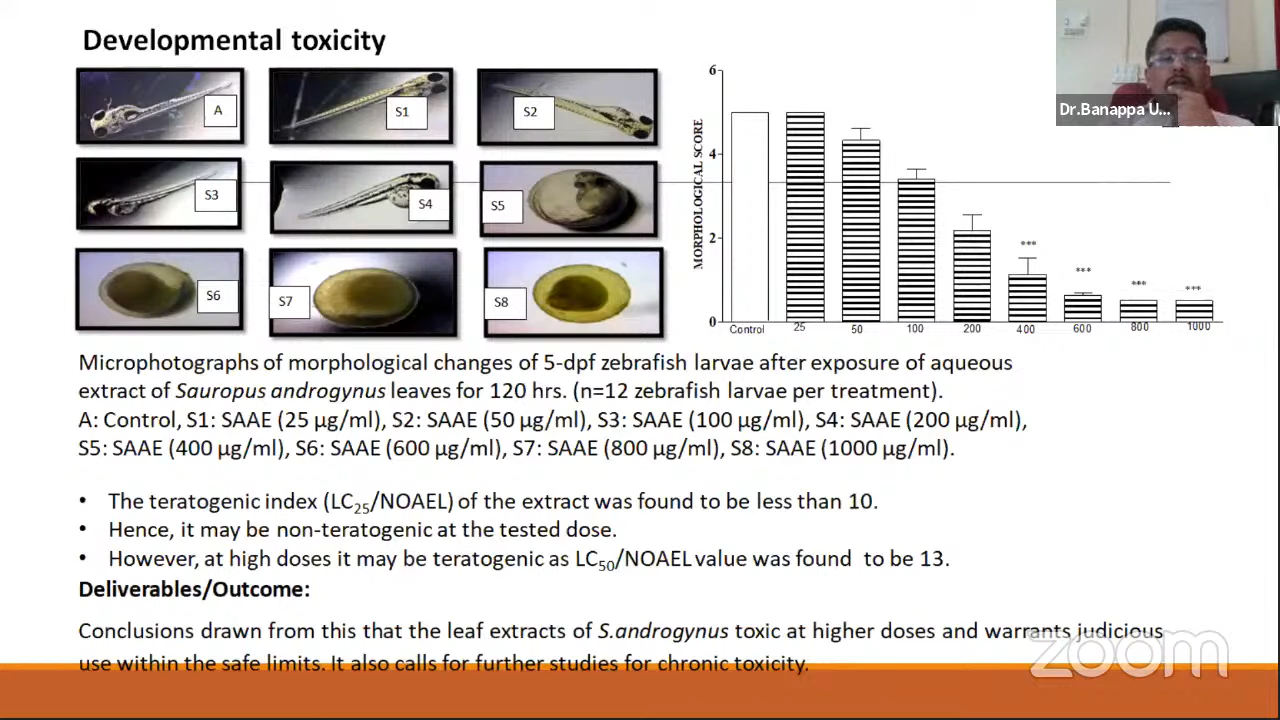 Developmental toxicity
A
S1
S2
S3
S4
S5
S6
S7
S8
MORPHOLOGICAL SCORE
6
4
2
0
***
***
***
***
Control 25 50 100 200 400 600 800 1000
Dr.Banappa U...
Microphotographs of morphological changes of 5-dpf zebrafish larvae after exposure of aqueous
extract of Sauropus androgynus leaves for 120 hrs. (n=12 zebrafish larvae per treatment).
A: Control, S1: SAAE (25 µg/ml), S2: SAAE (50 µg/ml), S3: SAAE (100 µg/ml), S4: SAAE (200 µg/ml),
S5: SAAE (400 µg/ml), S6: SAAE (600 µg/ml), S7: SAAE (800 µg/ml), S8: SAAE (1000 µg/ml).
• The teratogenic index (LC25/NOAEL) of the extract was found to be less than 10.
• Hence, it may be non-teratogenic at the tested dose.
• However, at high doses it may be teratogenic as LC50/NOAEL value was found to be 13.
Deliverables/Outcome:
Conclusions drawn from this that the leaf extracts of S.androgynus toxic at higher doses and warrants judicious
use within the safe limits. It also calls for further studies for chronic toxicity.
zoom